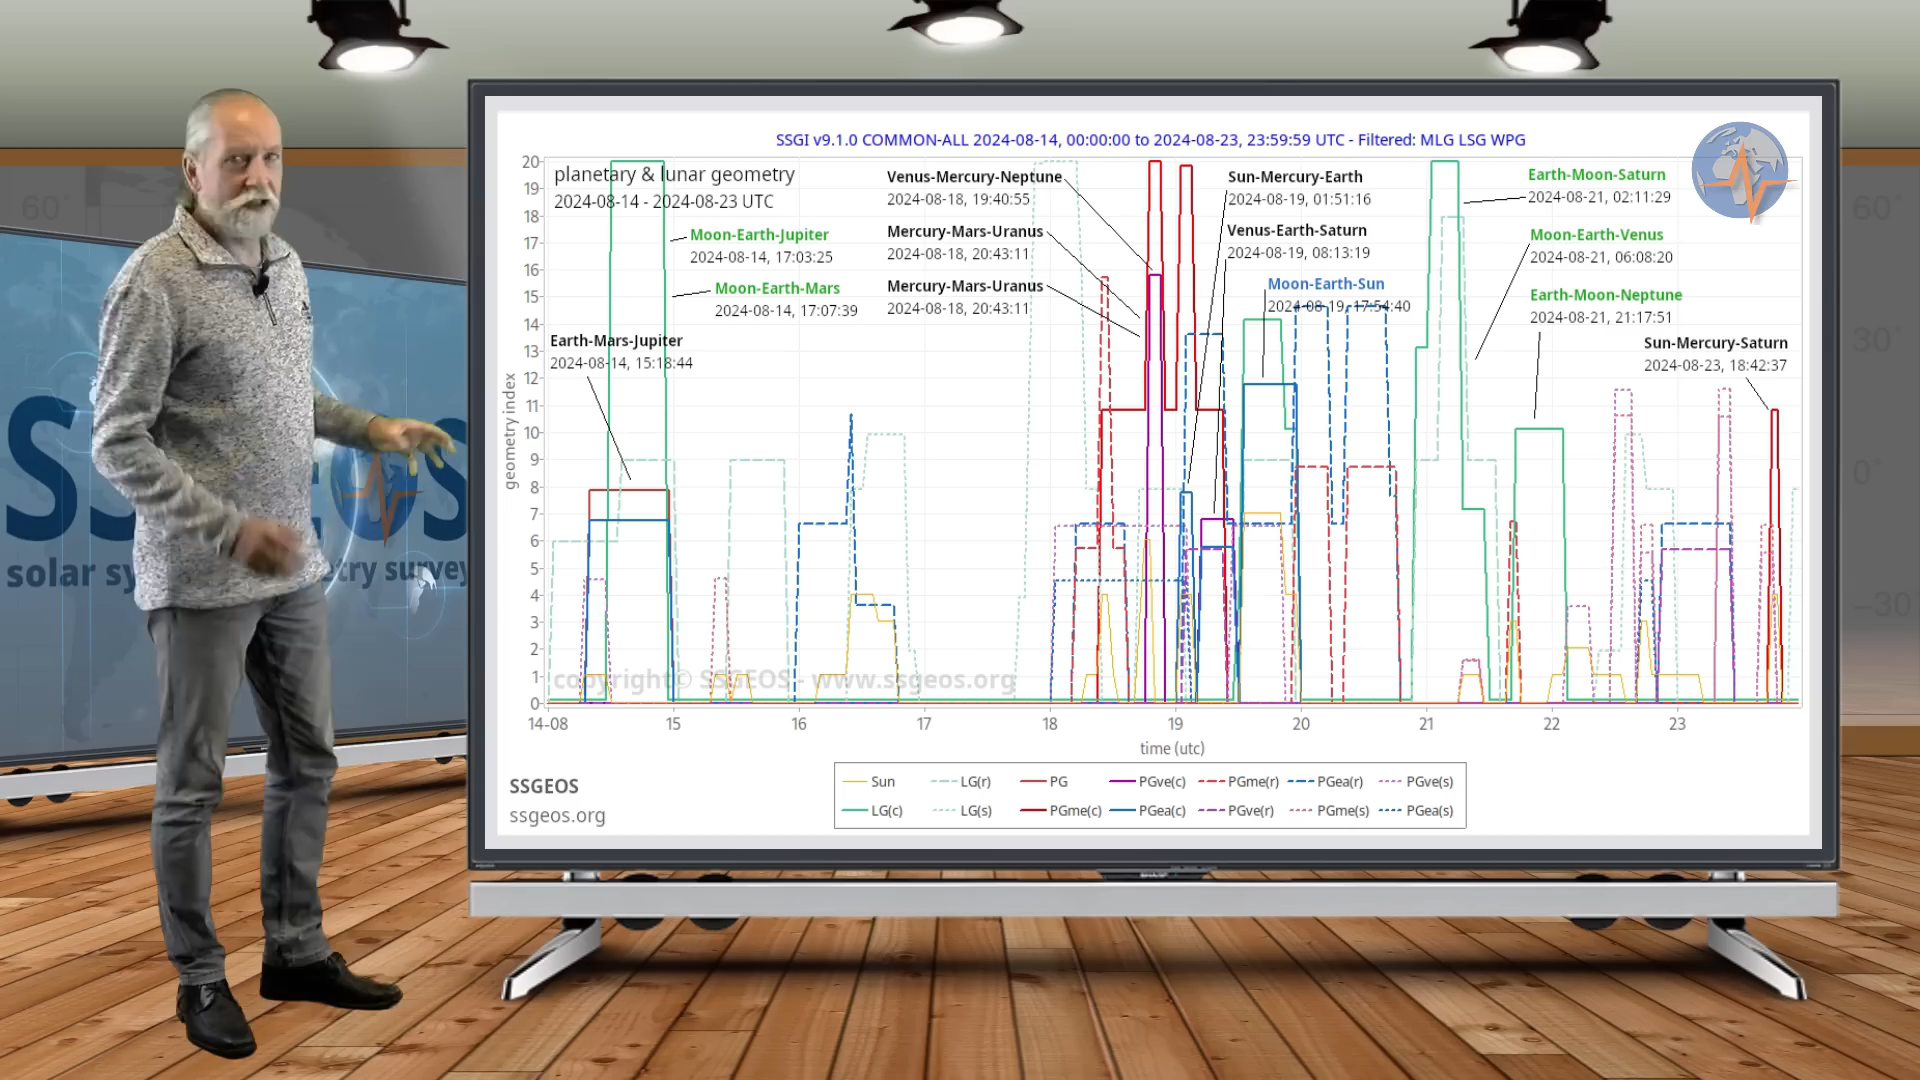 SSGI v9.1.0 COMMON-ALL 2024-08-14, 00:00:00 to 2024-08-23, 23:59:59 UTC - Filtered: MLG LSG WPG
planetary & lunar geometry
2024-08-14 - 2024-08-23 UTC
Moon-Earth-Jupiter
2024-08-14, 17:03:25
Moon-Earth-Mars
2024-08-14, 17:07:39
Earth-Mars-Jupiter
2024-08-14, 15:18:44
Venus-Mercury-Neptune
2024-08-18, 19:40:55
Mercury-Mars-Uranus
2024-08-18, 20:43:11
Mercury-Mars-Uranus
2024-08-18, 20:43:11
Sun-Mercury-Earth
2024-08-19, 01:51:16
Venus-Earth-Saturn
2024-08-19, 08:13:19
Moon-Earth-Sun
2024-08-19, 17:54:40
Earth-Moon-Saturn
2024-08-21, 02:11:29
Moon-Earth-Venus
2024-08-21, 06:08:20
Earth-Moon-Neptune
2024-08-21, 21:17:51
Sun-Mercury-Saturn
2024-08-23, 18:42:37
geometry index
20
19
18
17
16
15
14
13
12
11
10
9
8
7
6
5
4
3
2
1
0
copyright© SSGEOS - www.ssgeos.org
14-08 15 16 17 18 19 20 21 22 23
time (utc)
Sun LG(r) PG PGve(c) PGme(r) PGea(r) PGve(s)
LG(c) LG(s) PGme(c) PGea(c) PGve(r) PGme(s) PGea(s)
SSGEOS
ssgeos.org
60°
60°
30°
0°
-30°